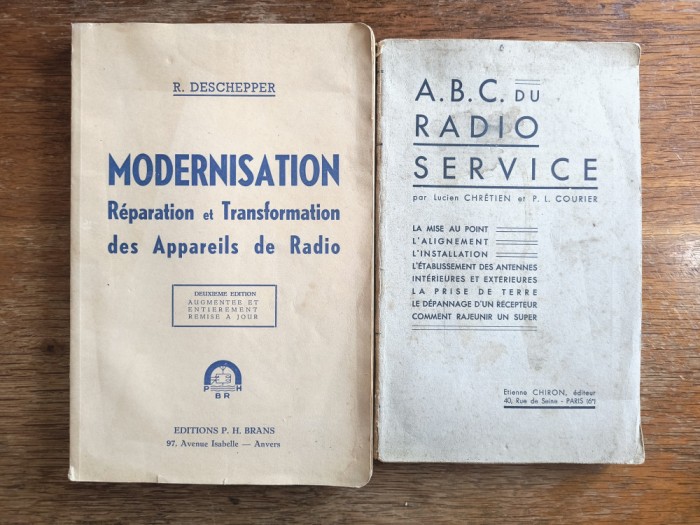 R. DESCHEPPER
MODERNISATION
Réparation et Transformation
des Appareils de Radio
DEUXIEME EDITION
AUGMENTEE ET
ENTIEREMENT
REMISE A JOUR
P H
BR
EDITIONS P. H. BRANS
97, Avenue Isabelle — Anvers
A.B.C. DU
RADIO
SERVICE
par Lucien CHRÉTIEN et P. L. COURIER
LA MISE AU POINT
L'ALIGNEMENT
L'INSTALLATION
L'ÉTABLISSEMENT DES ANTENNES
INTÉRIEURES ET EXTÉRIEURES
LA PRISE DE TERRE
LE DÉPANNAGE D'UN RÉCEPTEUR
COMMENT RAJEUNIR UN SUPER
Etienne CHIRON, éditeur
40, Rue de Seine - PARIS (6e)